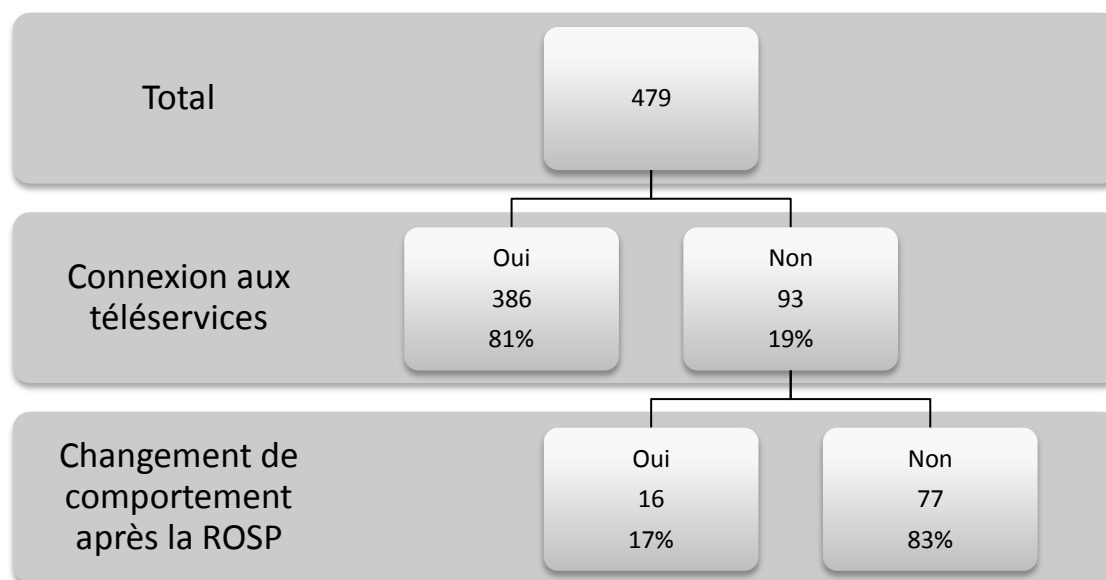 Total
479
Connexion aux
téléservices
Oui
386
81%
Non
93
19%
Changement de
comportement
après la ROSP
Oui
16
17%
Non
77
83%